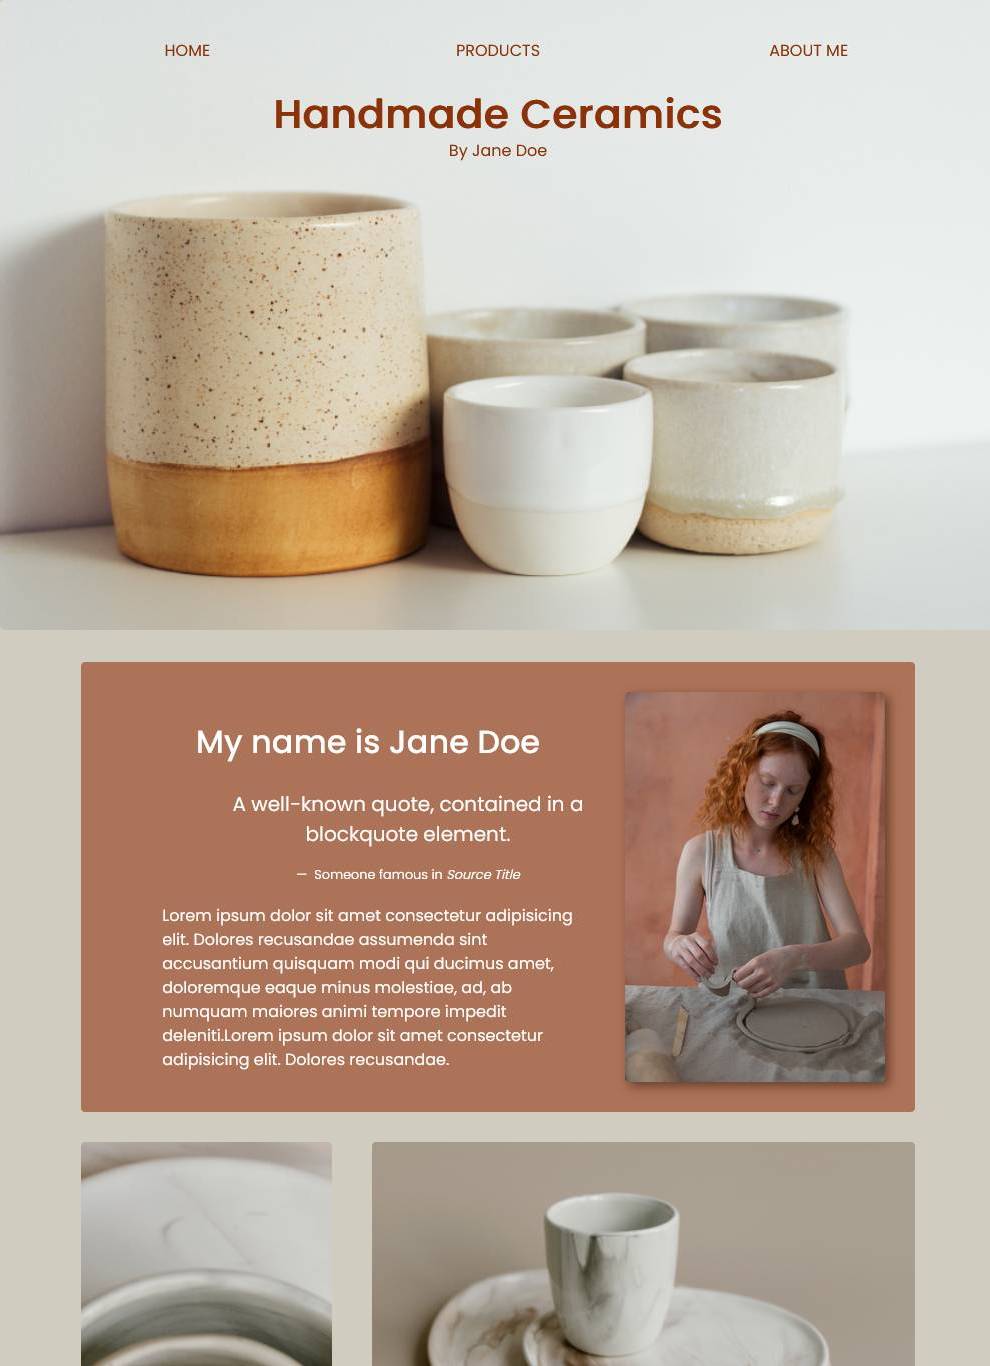 HOME PRODUCTS ABOUT ME
Handmade Ceramics
By Jane Doe
My name is Jane Doe
A well-known quote, contained in a
blockquote element.
— Someone famous in Source Title
Lorem ipsum dolor sit amet consectetur adipisicing
elit. Dolores recusandae assumenda sint
accusantium quisquam modi qui ducimus amet,
doloremque eaque minus molestiae, ad, ab
numquam maiores animi tempore impedit
deleniti.Lorem ipsum dolor sit amet consectetur
adipisicing elit. Dolores recusandae.